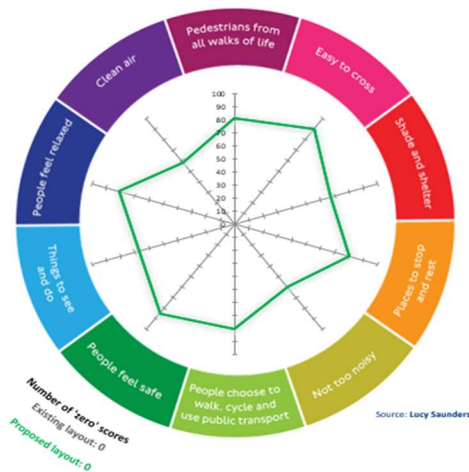 Pedestrians from
all walks of life
Easy to cross
Shade and shelter
Places to stop
and rest
Not too noisy
People choose to
walk, cycle and
use public transport
People feel safe
Things to see
and do
People feel relaxed
Clean air
100
90
80
70
60
50
40
30
20
10
0
Number of 'zero' scores
Existing layout: 0
Proposed layout: 0
Source: Lucy Saunders